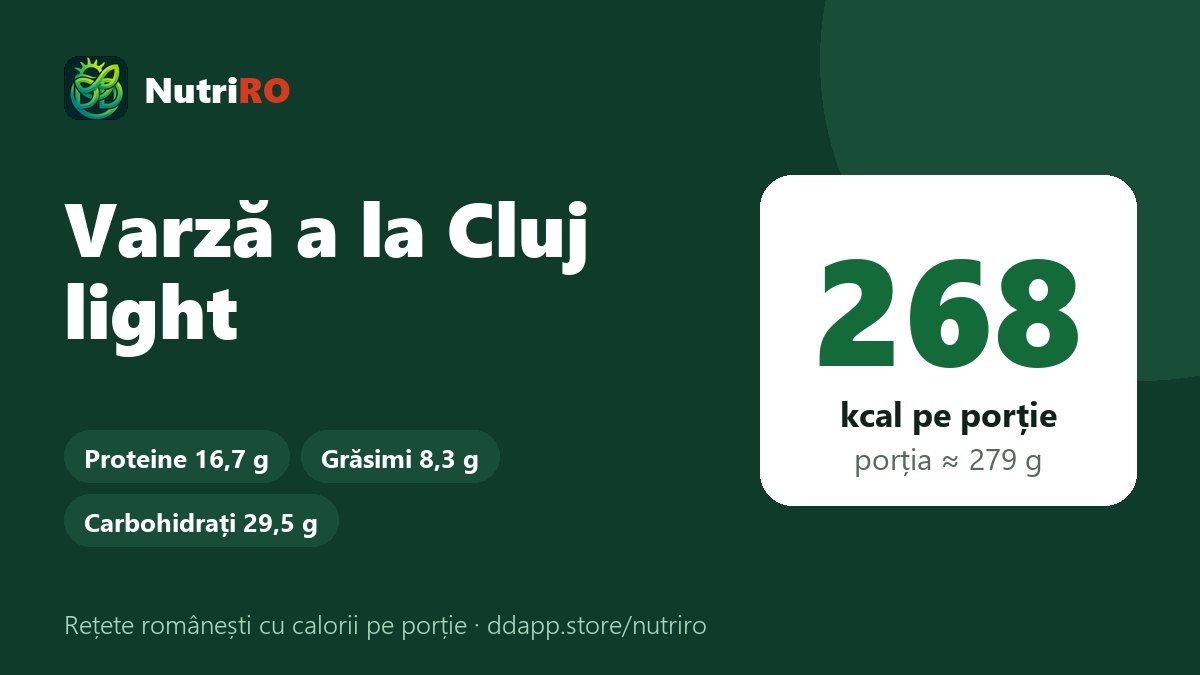 NutriRO
Varză a la Cluj
light
Proteine 16,7 g
Grăsimi 8,3 g
Carbohidrați 29,5 g
268
kcal pe porție
porția ≈ 279 g
Rețete românești cu calorii pe porție · ddapp.store/nutriro